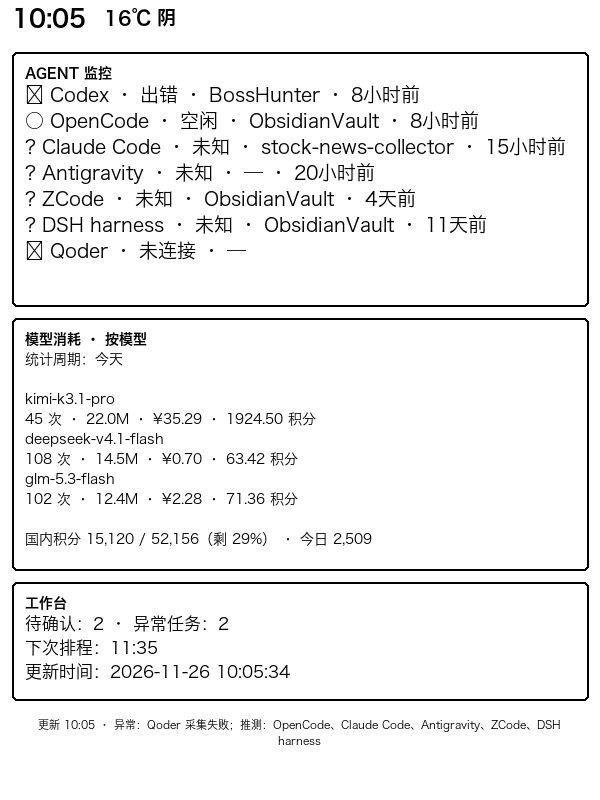 10:05 16℃ 阴
AGENT 监控
☒ Codex · 出错 · BossHunter · 8小时前
○ OpenCode · 空闲 · ObsidianVault · 8小时前
? Claude Code · 未知 · stock-news-collector · 15小时前
? Antigravity · 未知 · — · 20小时前
? ZCode · 未知 · ObsidianVault · 4天前
? DSH harness · 未知 · ObsidianVault · 11天前
☒ Qoder · 未连接 · —
模型消耗 · 按模型
统计周期：今天
kimi-k3.1-pro
45 次 · 22.0M · ¥35.29 · 1924.50 积分
deepseek-v4.1-flash
108 次 · 14.5M · ¥0.70 · 63.42 积分
glm-5.3-flash
102 次 · 12.4M · ¥2.28 · 71.36 积分
国内积分 15,120 / 52,156（剩 29%） · 今日 2,509
工作台
待确认：2 · 异常任务：2
下次排程：11:35
更新时间：2026-11-26 10:05:34
更新 10:05 · 异常：Qoder 采集失败；推测：OpenCode、Claude Code、Antigravity、ZCode、DSH
harness